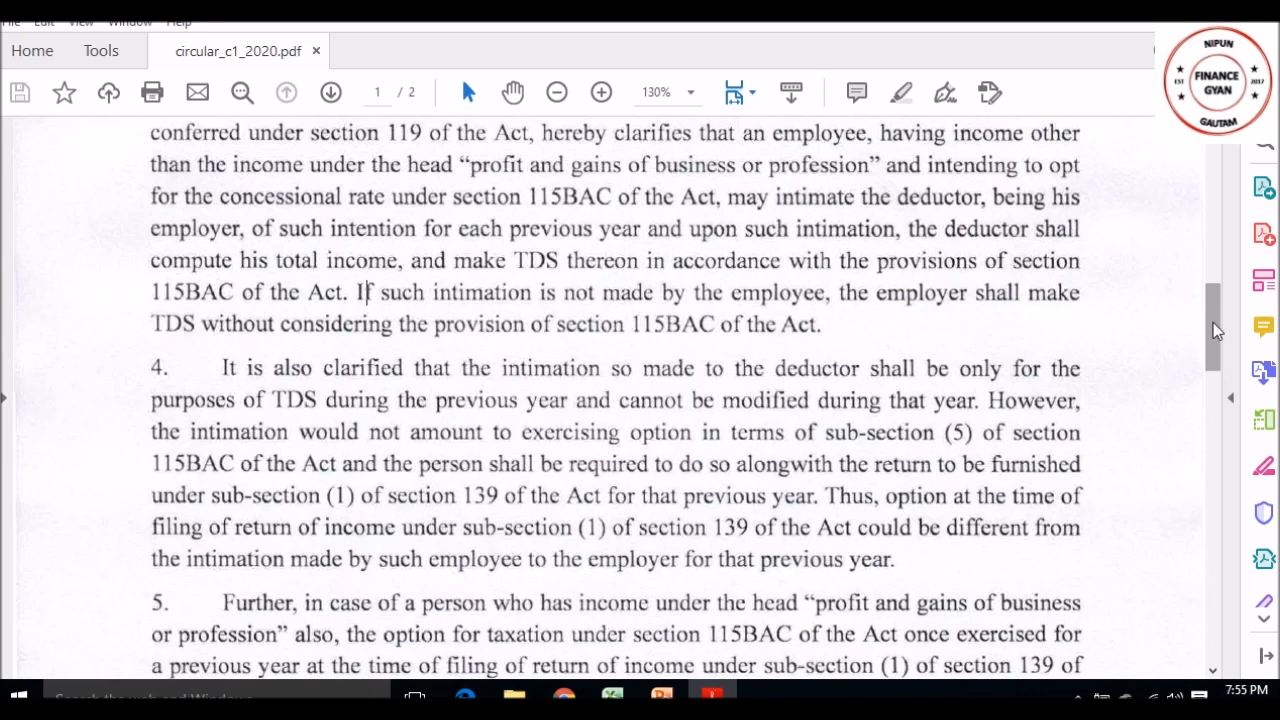 File Edit View Window Help
Home Tools circular_c1_2020.pdf ×
1 / 2 130%
NIPUN
EST FINANCE 2017
GYAN
GAUTAM
conferred under section 119 of the Act, hereby clarifies that an employee, having income other
than the income under the head “profit and gains of business or profession” and intending to opt
for the concessional rate under section 115BAC of the Act, may intimate the deductor, being his
employer, of such intention for each previous year and upon such intimation, the deductor shall
compute his total income, and make TDS thereon in accordance with the provisions of section
115BAC of the Act. If such intimation is not made by the employee, the employer shall make
TDS without considering the provision of section 115BAC of the Act.
4. It is also clarified that the intimation so made to the deductor shall be only for the
purposes of TDS during the previous year and cannot be modified during that year. However,
the intimation would not amount to exercising option in terms of sub-section (5) of section
115BAC of the Act and the person shall be required to do so alongwith the return to be furnished
under sub-section (1) of section 139 of the Act for that previous year. Thus, option at the time of
filing of return of income under sub-section (1) of section 139 of the Act could be different from
the intimation made by such employee to the employer for that previous year.
5. Further, in case of a person who has income under the head “profit and gains of business
or profession” also, the option for taxation under section 115BAC of the Act once exercised for
a previous year at the time of filing of return of income under sub-section (1) of section 139 of
Search the web and Windows
7:55 PM